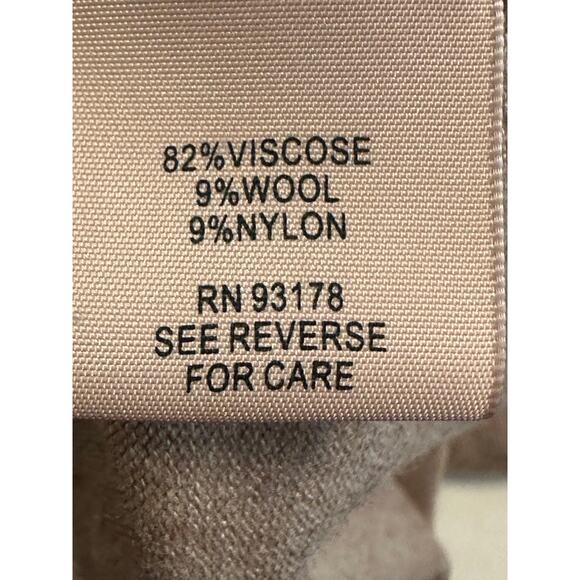 82%VISCOSE
9%WOOL
9%NYLON
RN 93178
SEE REVERSE
FOR CARE